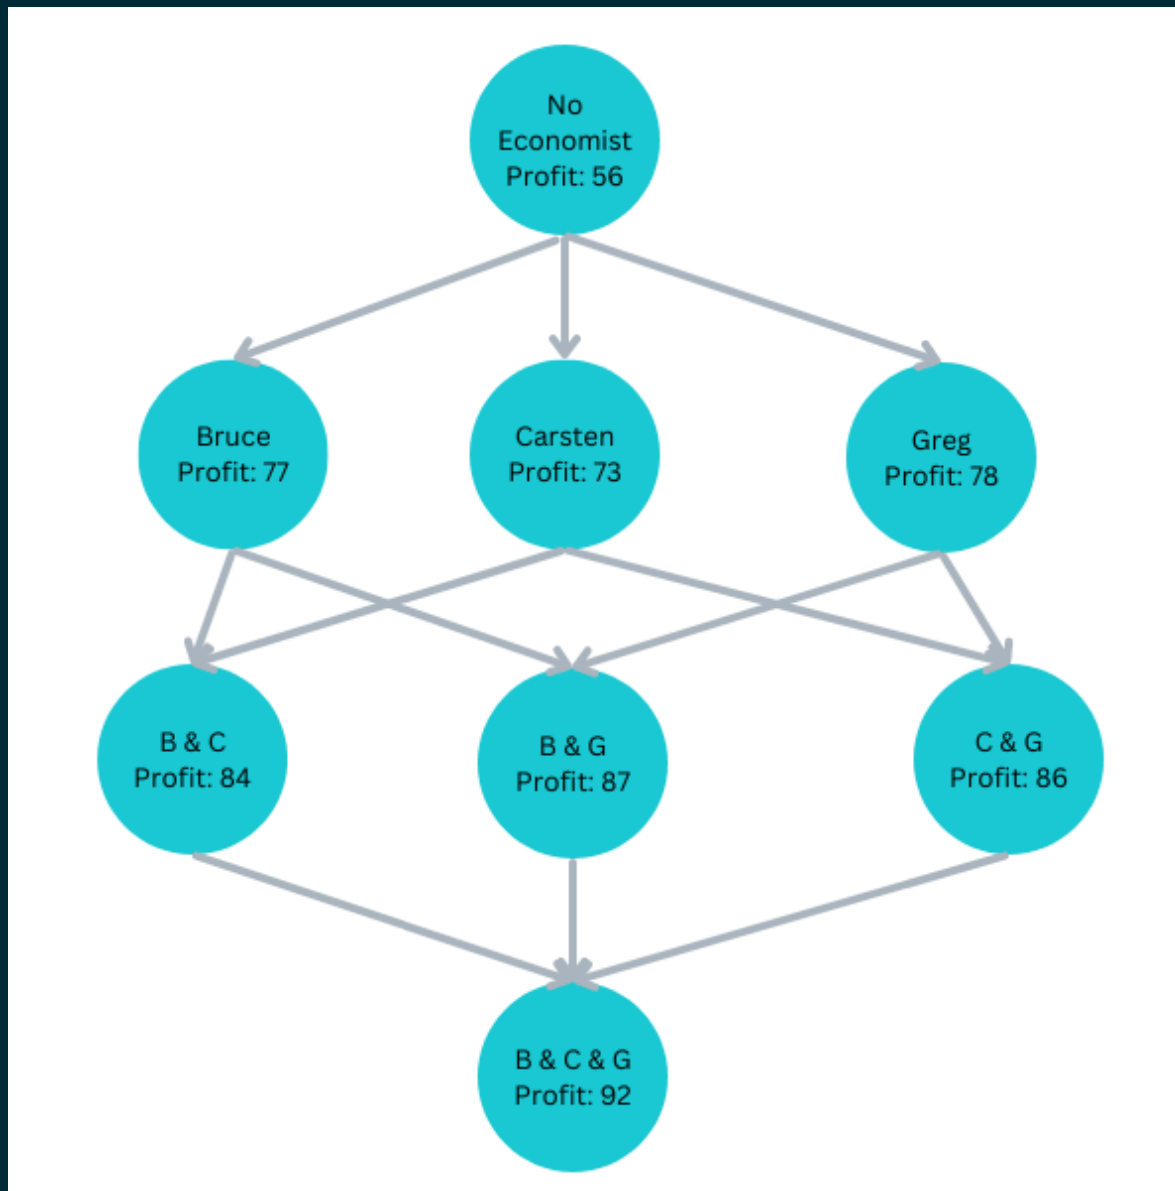 No
Economist
Profit: 56
Bruce
Profit: 77
Carsten
Profit: 73
Greg
Profit: 78
B & C
Profit: 84
B & G
Profit: 87
C & G
Profit: 86
B & C & G
Profit: 92